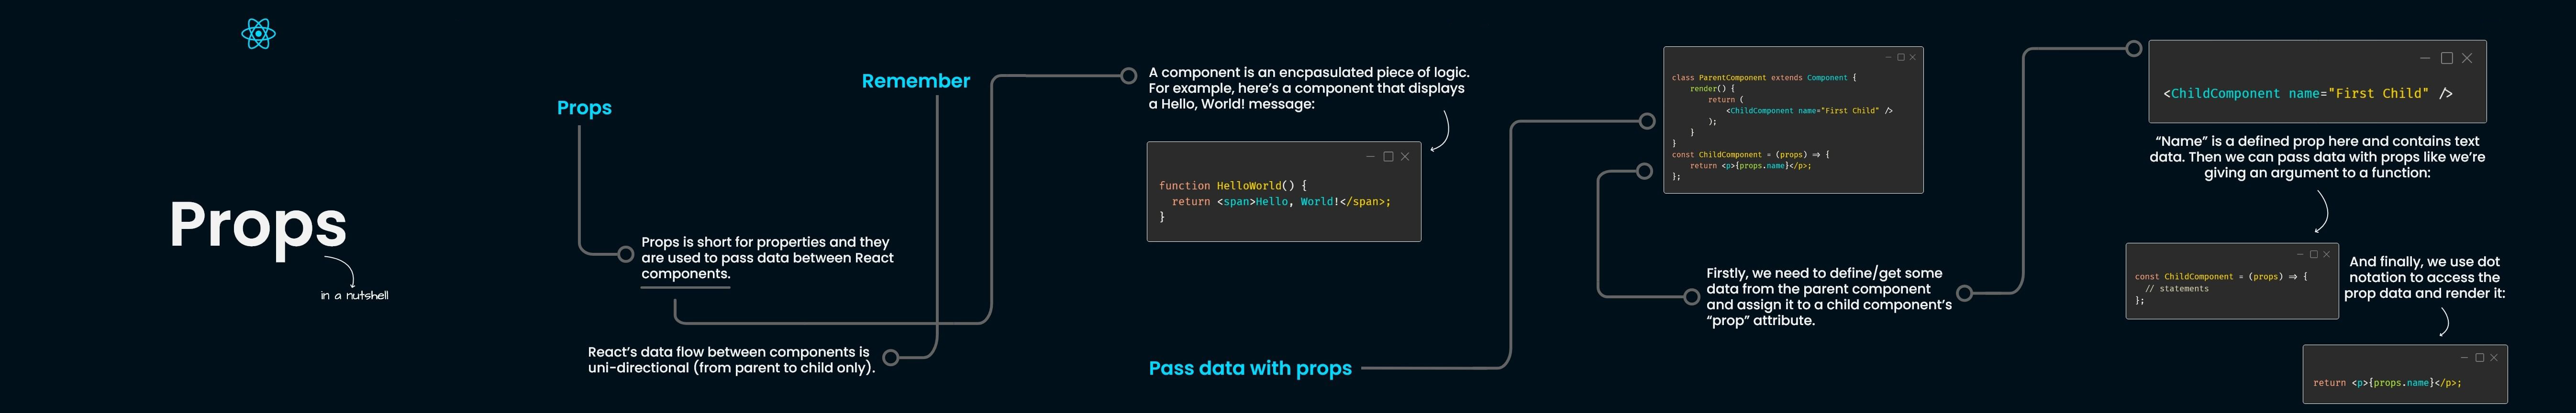 Props
in a nutshell
Props
Props is short for properties and they
are used to pass data between React
components.
Remember
React's data flow between components is
uni-directional (from parent to child only).
A component is an encpasulated piece of logic.
For example, here's a component that displays
a Hello, World! message:
function HelloWorld() {
  return <span>Hello, World!</span>;
}
Pass data with props
class ParentComponent extends Component {
    render() {
        return (
            <ChildComponent name="First Child" />
        );
    }
}
const ChildComponent = (props) => {
    return <p>{props.name}</p>;
};
Firstly, we need to define/get some
data from the parent component
and assign it to a child component's
“prop” attribute.
<ChildComponent name="First Child" />
“Name” is a defined prop here and contains text
data. Then we can pass data with props like we're
giving an argument to a function:
const ChildComponent = (props) => {
  // statements
};
And finally, we use dot
notation to access the
prop data and render it:
return <p>{props.name}</p>;